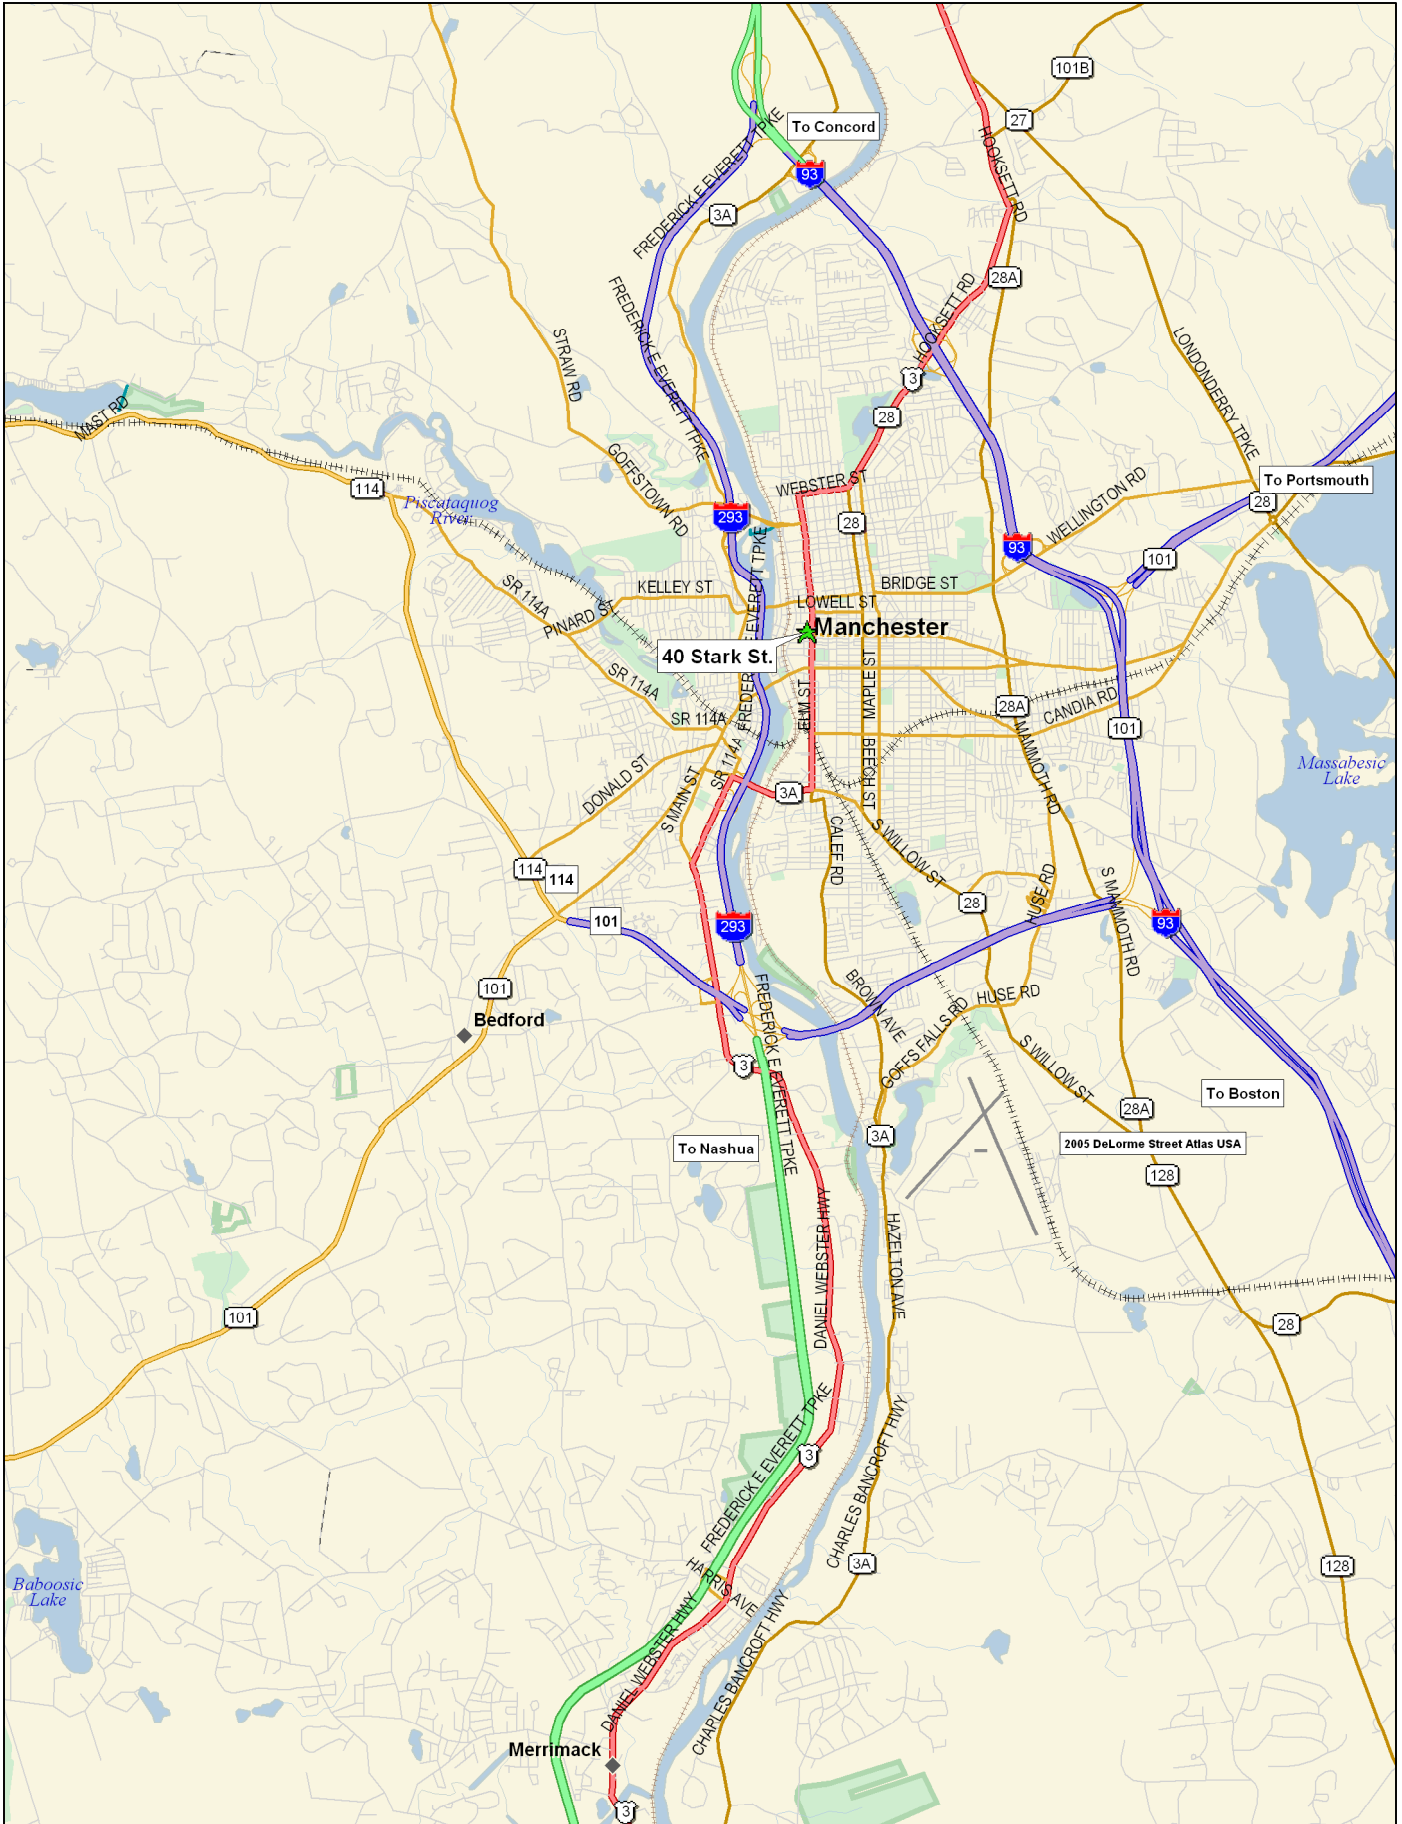 101B
27
To Concord
FREDERICK E EVERETT TPKE
93
HOOKSETT RD
3A
28A
FREDERICK E EVERETT TPKE
HOOKSETT RD
STRAW RD
LONDONDERRY TPKE
3
MAST RD
28
GOFFSTOWN RD
WEBSTER ST
To Portsmouth
114
Piscataquog
River
WELLINGTON RD
28
293
28
93
101
FREDERICK E EVERETT TPKE
KELLEY ST
BRIDGE ST
SR 114A
LOWELL ST
PINARD S
Manchester
40 Stark St.
SR 114A
ELM ST
MAPLE ST
28A
CANDIA RD
SR 114A
101
MAMMOTH RD
BEECH ST
SR 114A
Massabesic
Lake
DONALD ST
S MAIN ST
3A
CALEF RD
S WILLOW ST
114
114
HUSE RD
S MAMMOTH RD
28
101
293
93
101
HUSE RD
BROWN AVE
Bedford
GOFFS FALLS RD
FREDERICK E EVERETT TPKE
S WILLOW ST
3
To Boston
28A
3A
2005 DeLorme Street Atlas USA
To Nashua
128
DANIEL WEBSTER HWY
HAZELTON AVE
101
28
FREDERICK E EVERETT TPKE
CHARLES BANCROFT HWY
3
3A
128
HARRIS AVE
Baboosic
Lake
DANIEL WEBSTER HWY
CHARLES BANCROFT HWY
Merrimack
3